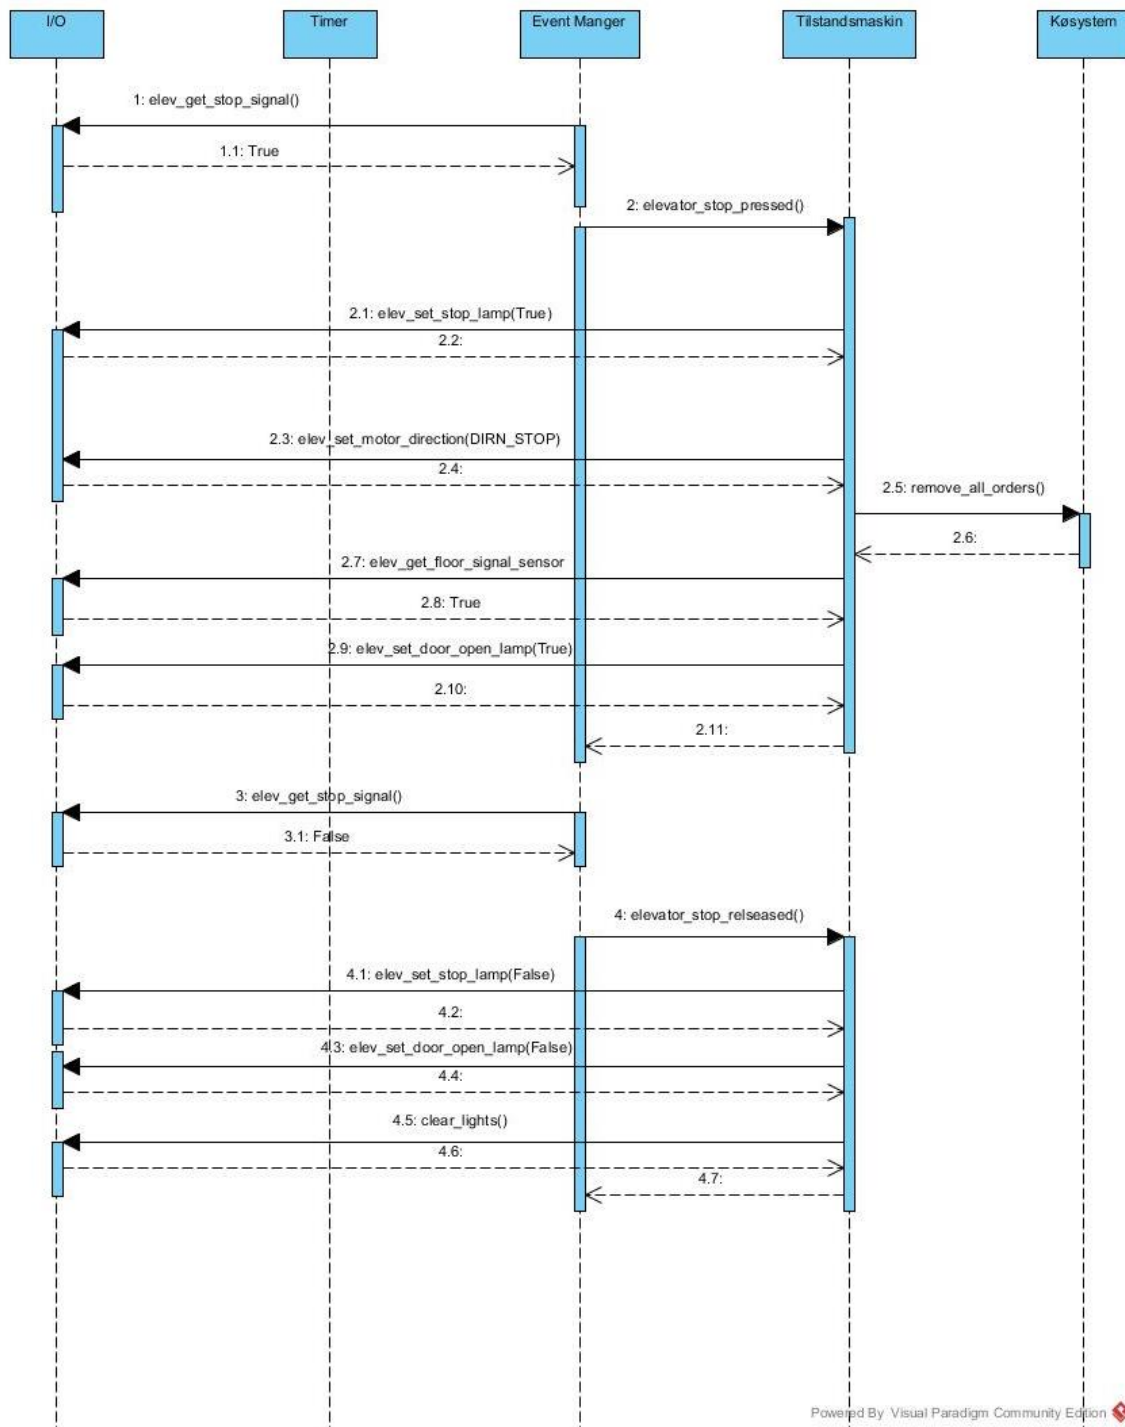 I/O
Timer
Event Manger
Tilstandsmaskin
Køsystem
1: elev_get_stop_signal()
1.1: True
2: elevator_stop_pressed()
2.1: elev_set_stop_lamp(True)
2.2:
2.3: elev_set_motor_direction(DIRN_STOP)
2.4:
2.5: remove_all_orders()
2.6:
2.7: elev_get_floor_signal_sensor
2.8: True
2.9: elev_set_door_open_lamp(True)
2.10:
2.11:
3: elev_get_stop_signal()
3.1: False
4: elevator_stop_relseased()
4.1: elev_set_stop_lamp(False)
4.2:
4.3: elev_set_door_open_lamp(False)
4.4:
4.5: clear_lights()
4.6:
4.7:
Powered By Visual Paradigm Community Edition